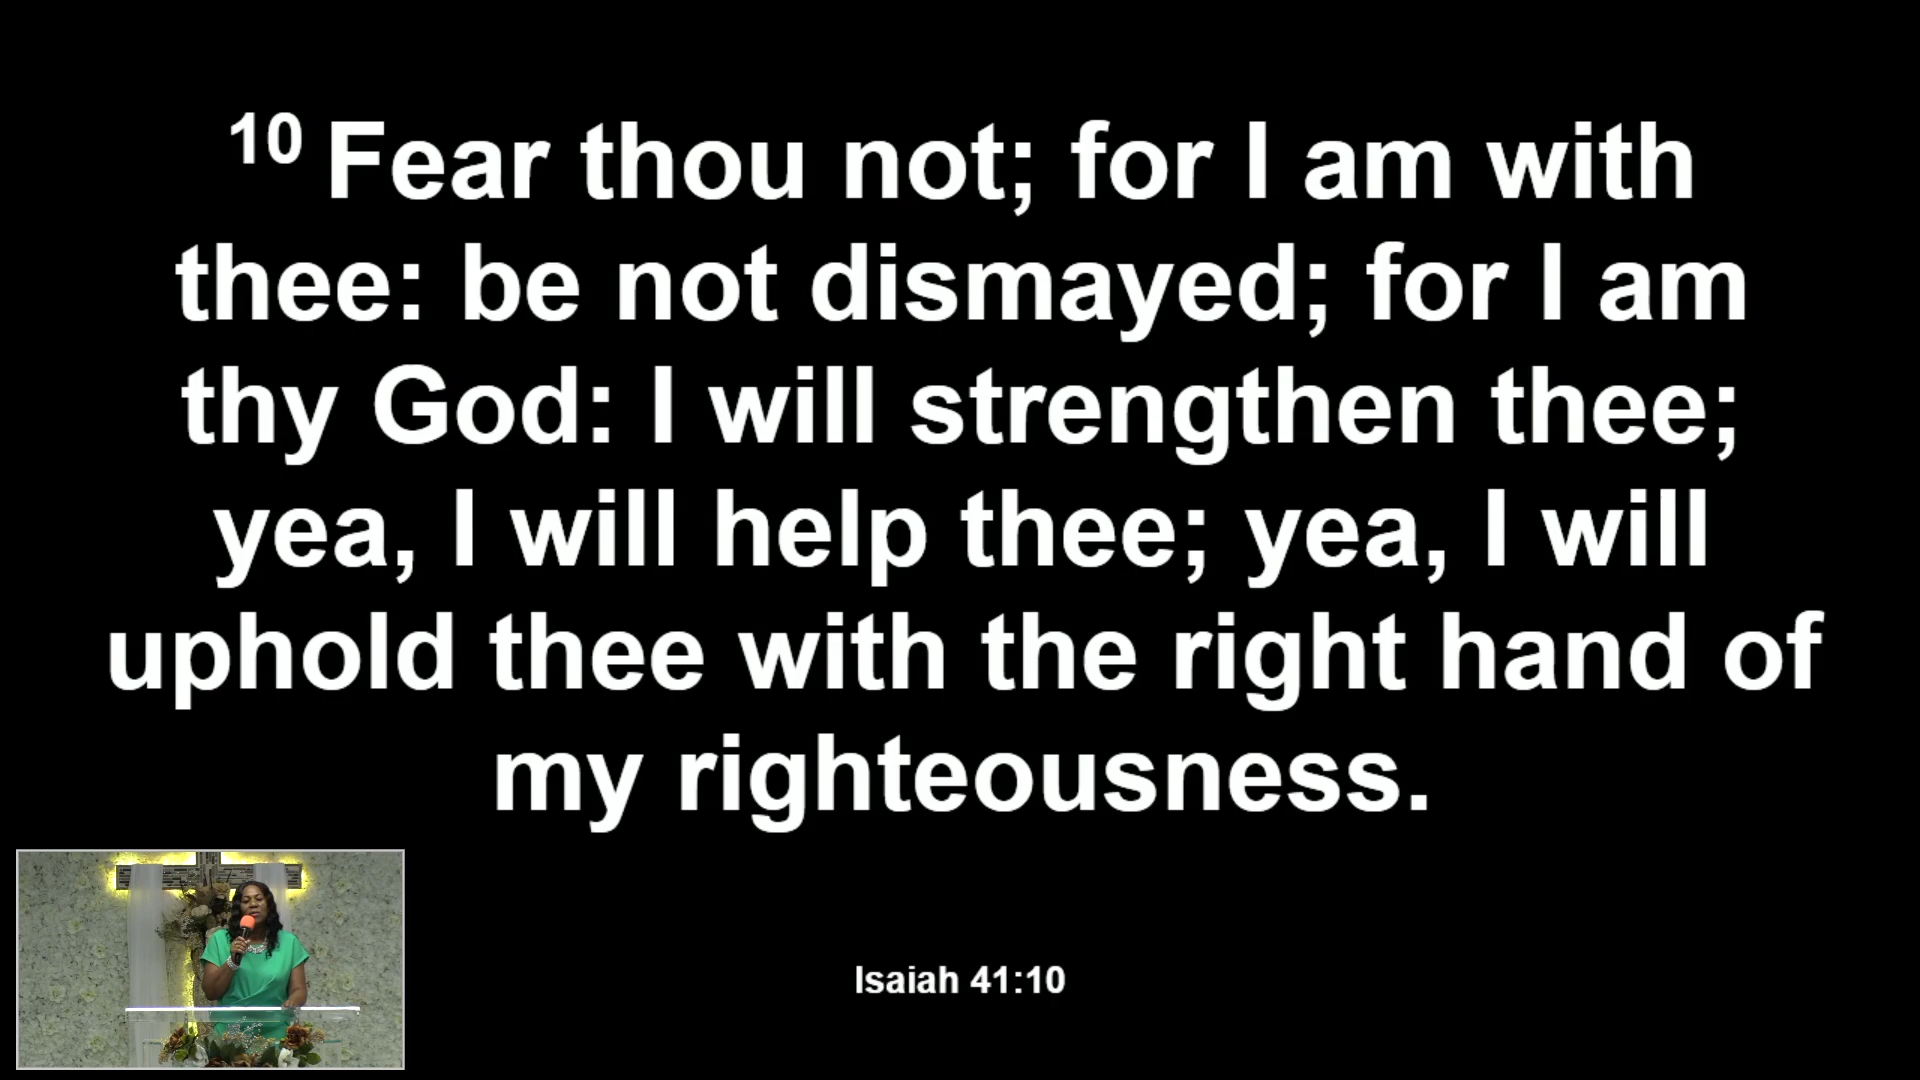 10 Fear thou not; for I am with
thee: be not dismayed; for I am
thy God: I will strengthen thee;
yea, I will help thee; yea, I will
uphold thee with the right hand of
my righteousness.
Isaiah 41:10